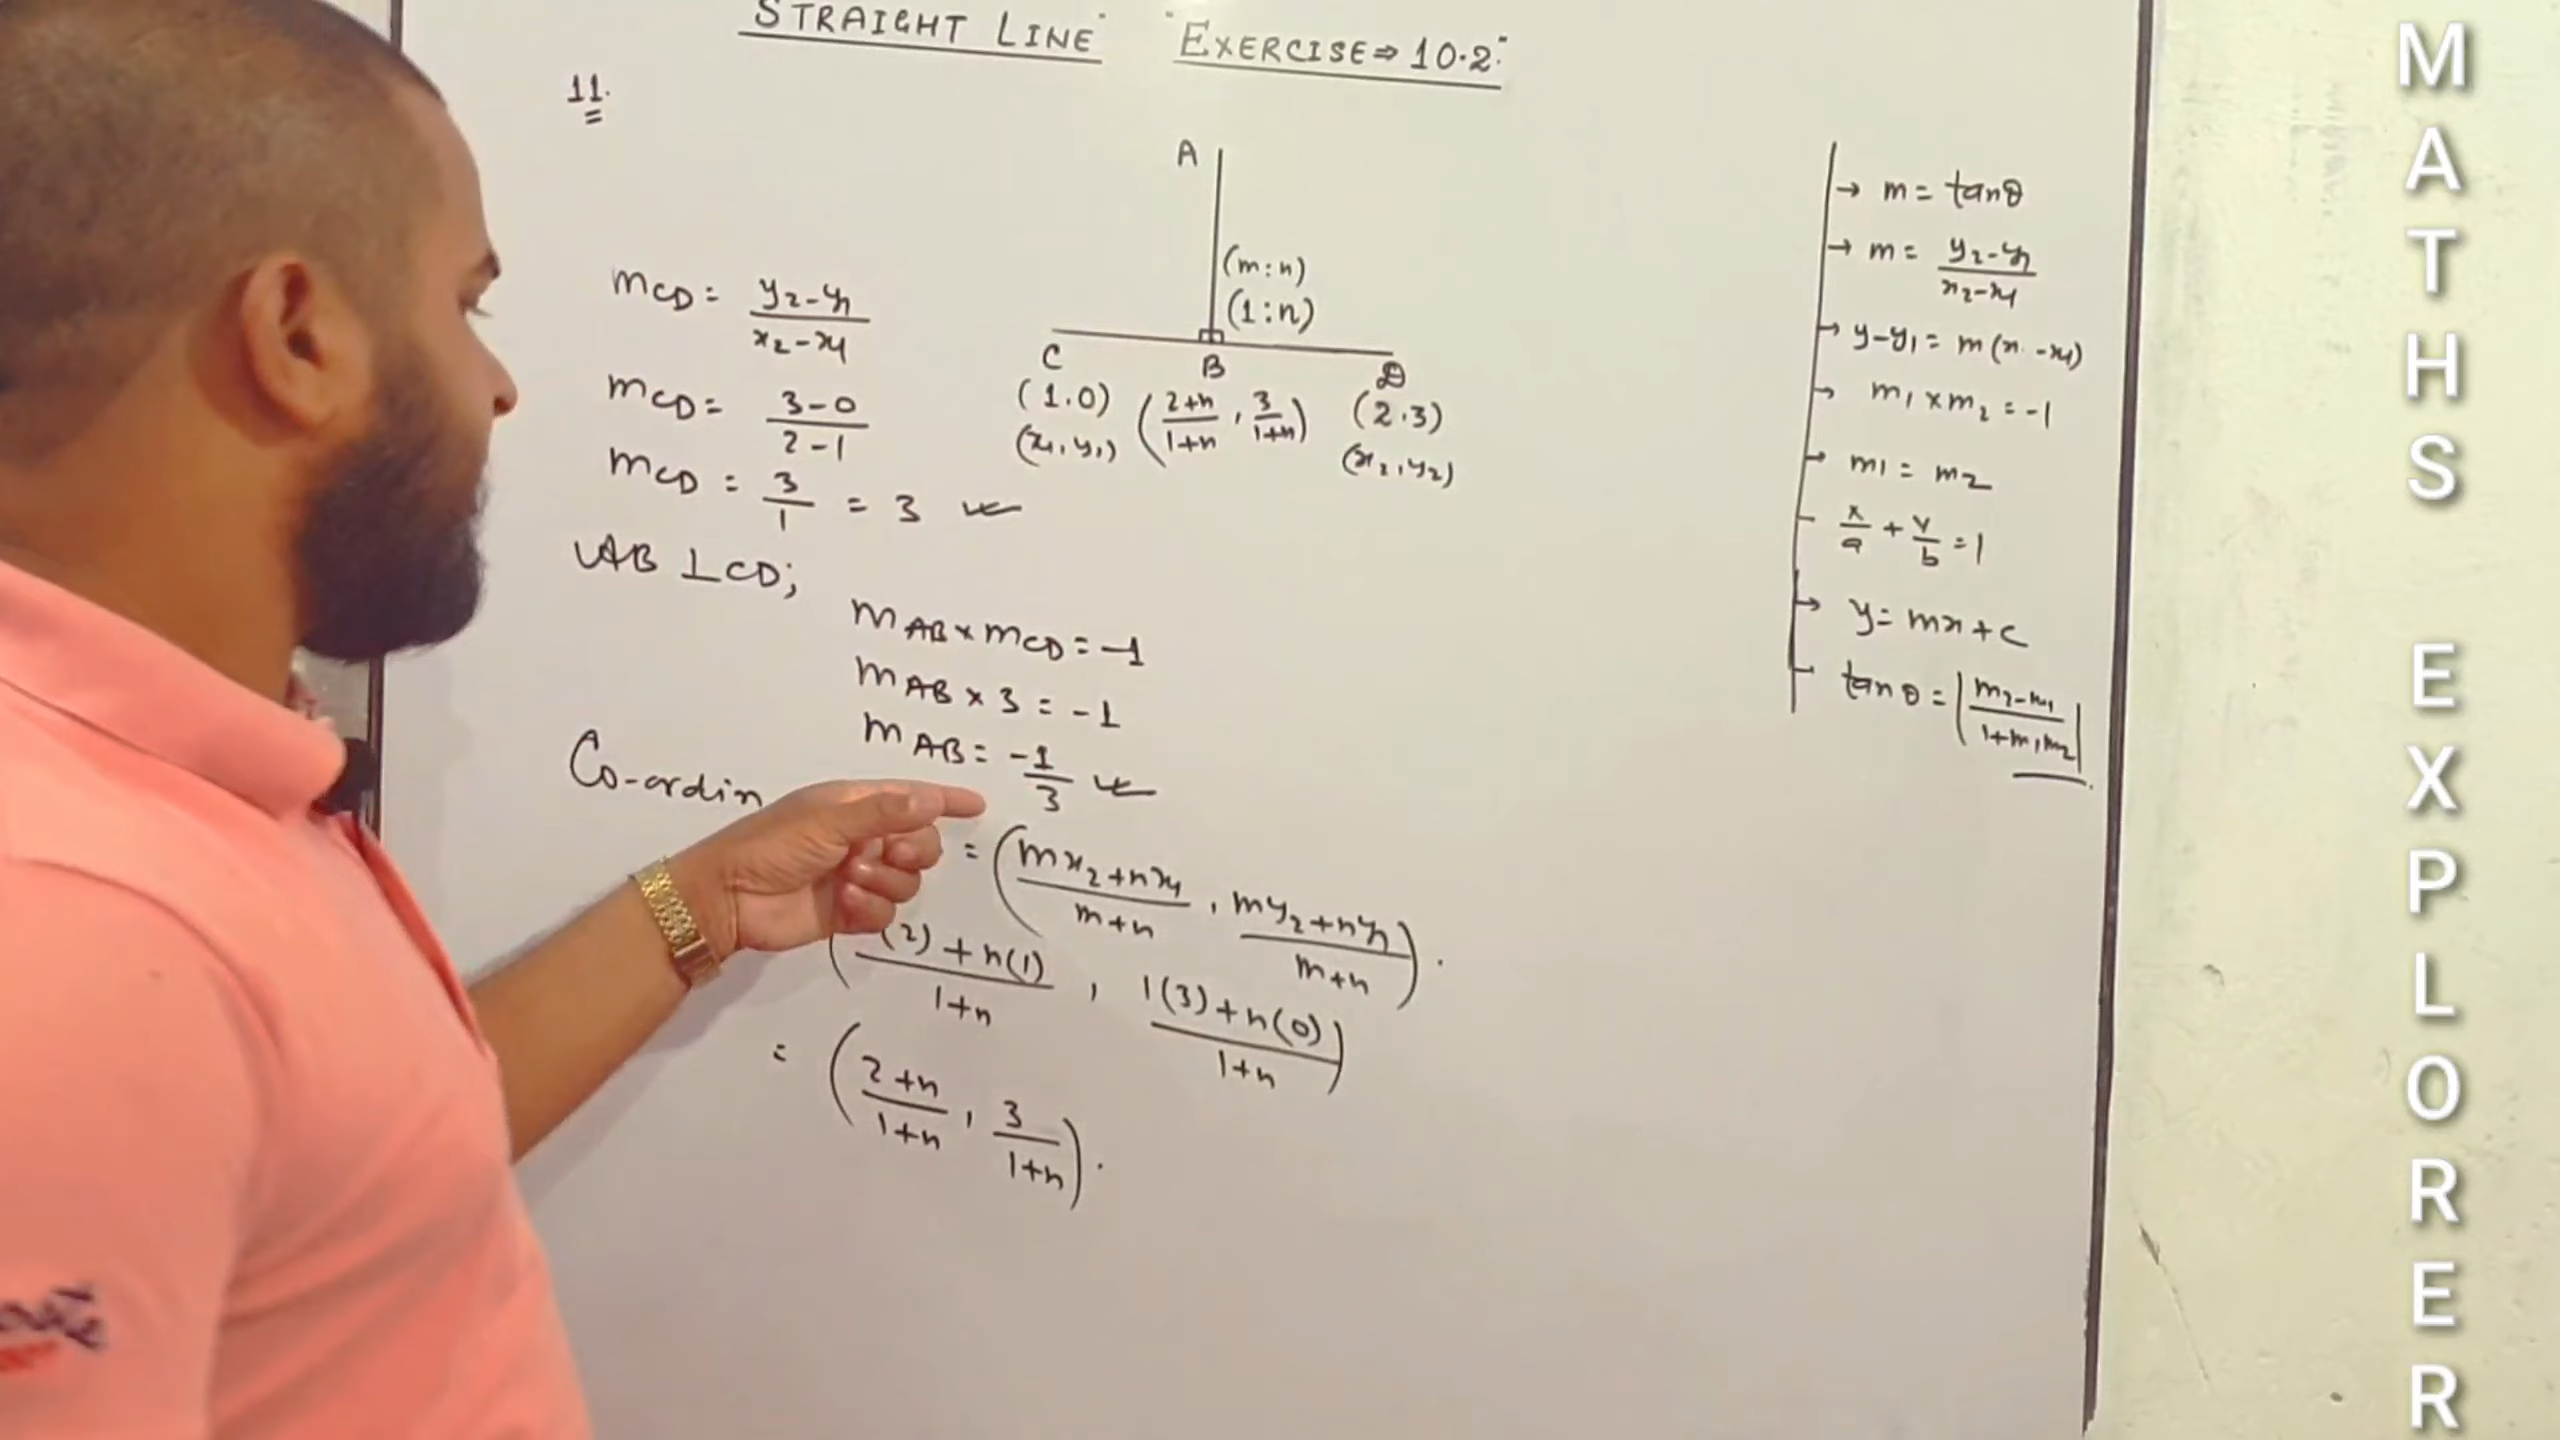 STRAIGHT LINE" "EXERCISE⇒10.2."
11.
A
(m:n)
(1:n)
C B D
(1.0) (2+n/1+n , 3/1+n) (2.3)
(x₁,y₁) (x₂,y₂)
mCD = y₂-y₁/x₂-x₁
mCD = 3-0/2-1
mCD = 3/1 = 3
AB ⊥ CD;
mAB × mCD = -1
mAB × 3 = -1
mAB = -1/3
Co-ordin
= (mx₂+nx₁/m+n , my₂+ny₁/m+n).
(2)+n(1)/1+n , 1(3)+n(0)/1+n)
= (2+n/1+n , 3/1+n).
→ m = tanθ
→ m = y₂-y₁/x₂-x₁
→ y-y₁ = m(x-x₁)
→ m₁ × m₂ = -1
→ m₁ = m₂
- x/a + y/b = 1
→ y = mx + c
- tan θ = |m₂-m₁/1+m₁m₂|
MATHS EXPLORER